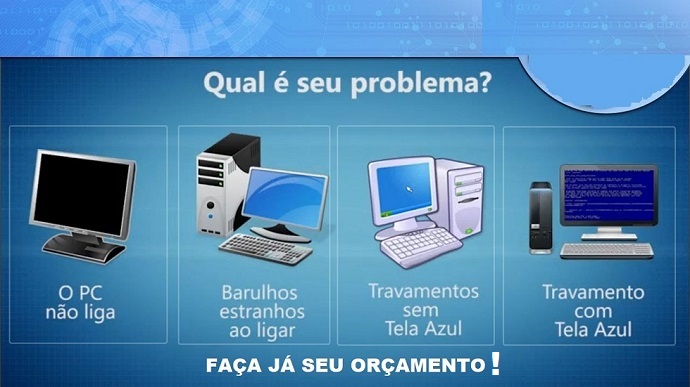 Qual é seu problema?
O PC
não liga
Barulhos
estranhos
ao ligar
Travamentos
sem
Tela Azul
Travamento
com
Tela Azul
FAÇA JÁ SEU ORÇAMENTO!